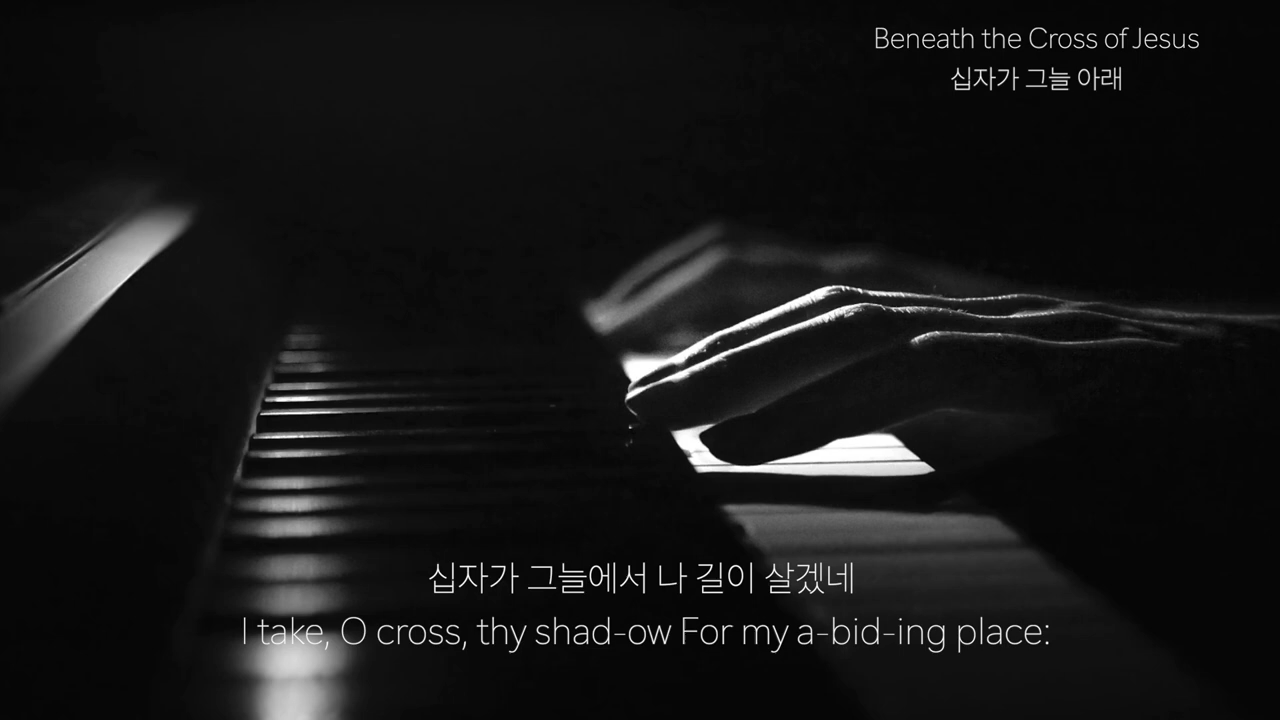 Beneath the Cross of Jesus
십자가 그늘 아래
십자가 그늘에서 나 길이 살겠네
I take, O cross, thy shad-ow For my a-bid-ing place: